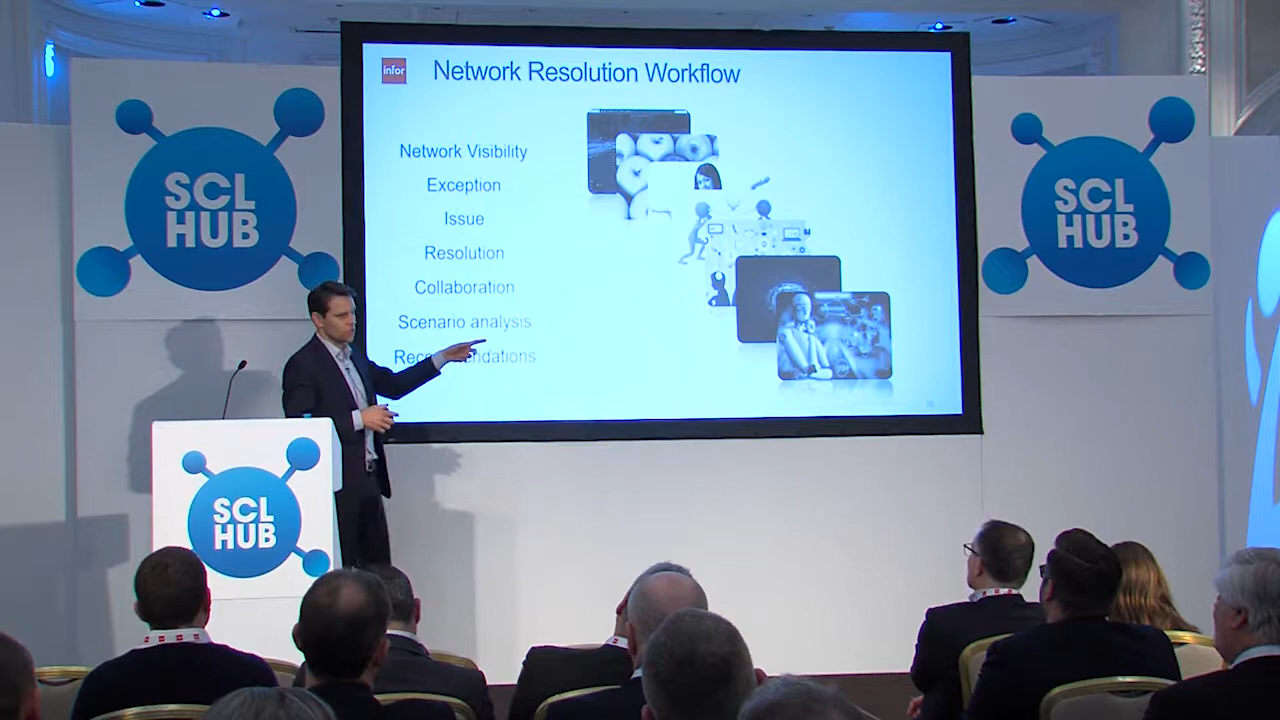 infor
Network Resolution Workflow
Network Visibility
Exception
Issue
Resolution
Collaboration
Scenario analysis
SCL
HUB
SCL
HUB
SCL
HUB